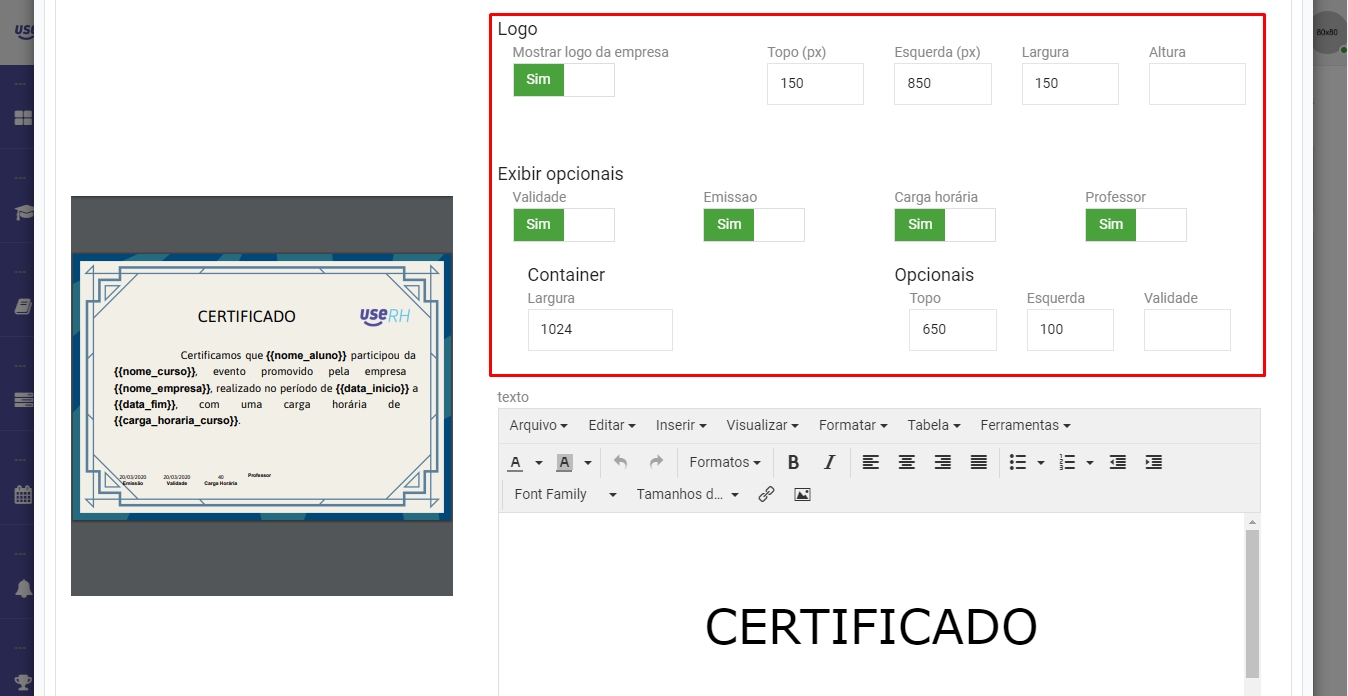 use
80x80
Logo
Mostrar logo da empresa
Topo (px)
Esquerda (px)
Largura
Altura
Sim
150
850
150
Exibir opcionais
Validade
Emissao
Carga horária
Professor
Sim
Sim
Sim
Sim
Container
Opcionais
Largura
Topo
Esquerda
Validade
1024
650
100
CERTIFICADO
useRH
Certificamos que {{nome_aluno}} participou da
{{nome_curso}}, evento promovido pela empresa
{{nome_empresa}}, realizado no período de {{data_inicio}} a
{{data_fim}}, com uma carga horária de
{{carga_horaria_curso}}.
20/03/2020
Emissão
20/03/2020
Validade
40
Carga Horária
Professor
texto
Arquivo
Editar
Inserir
Visualizar
Formatar
Tabela
Ferramentas
A
A
Formatos
B
I
Font Family
Tamanhos d...
CERTIFICADO